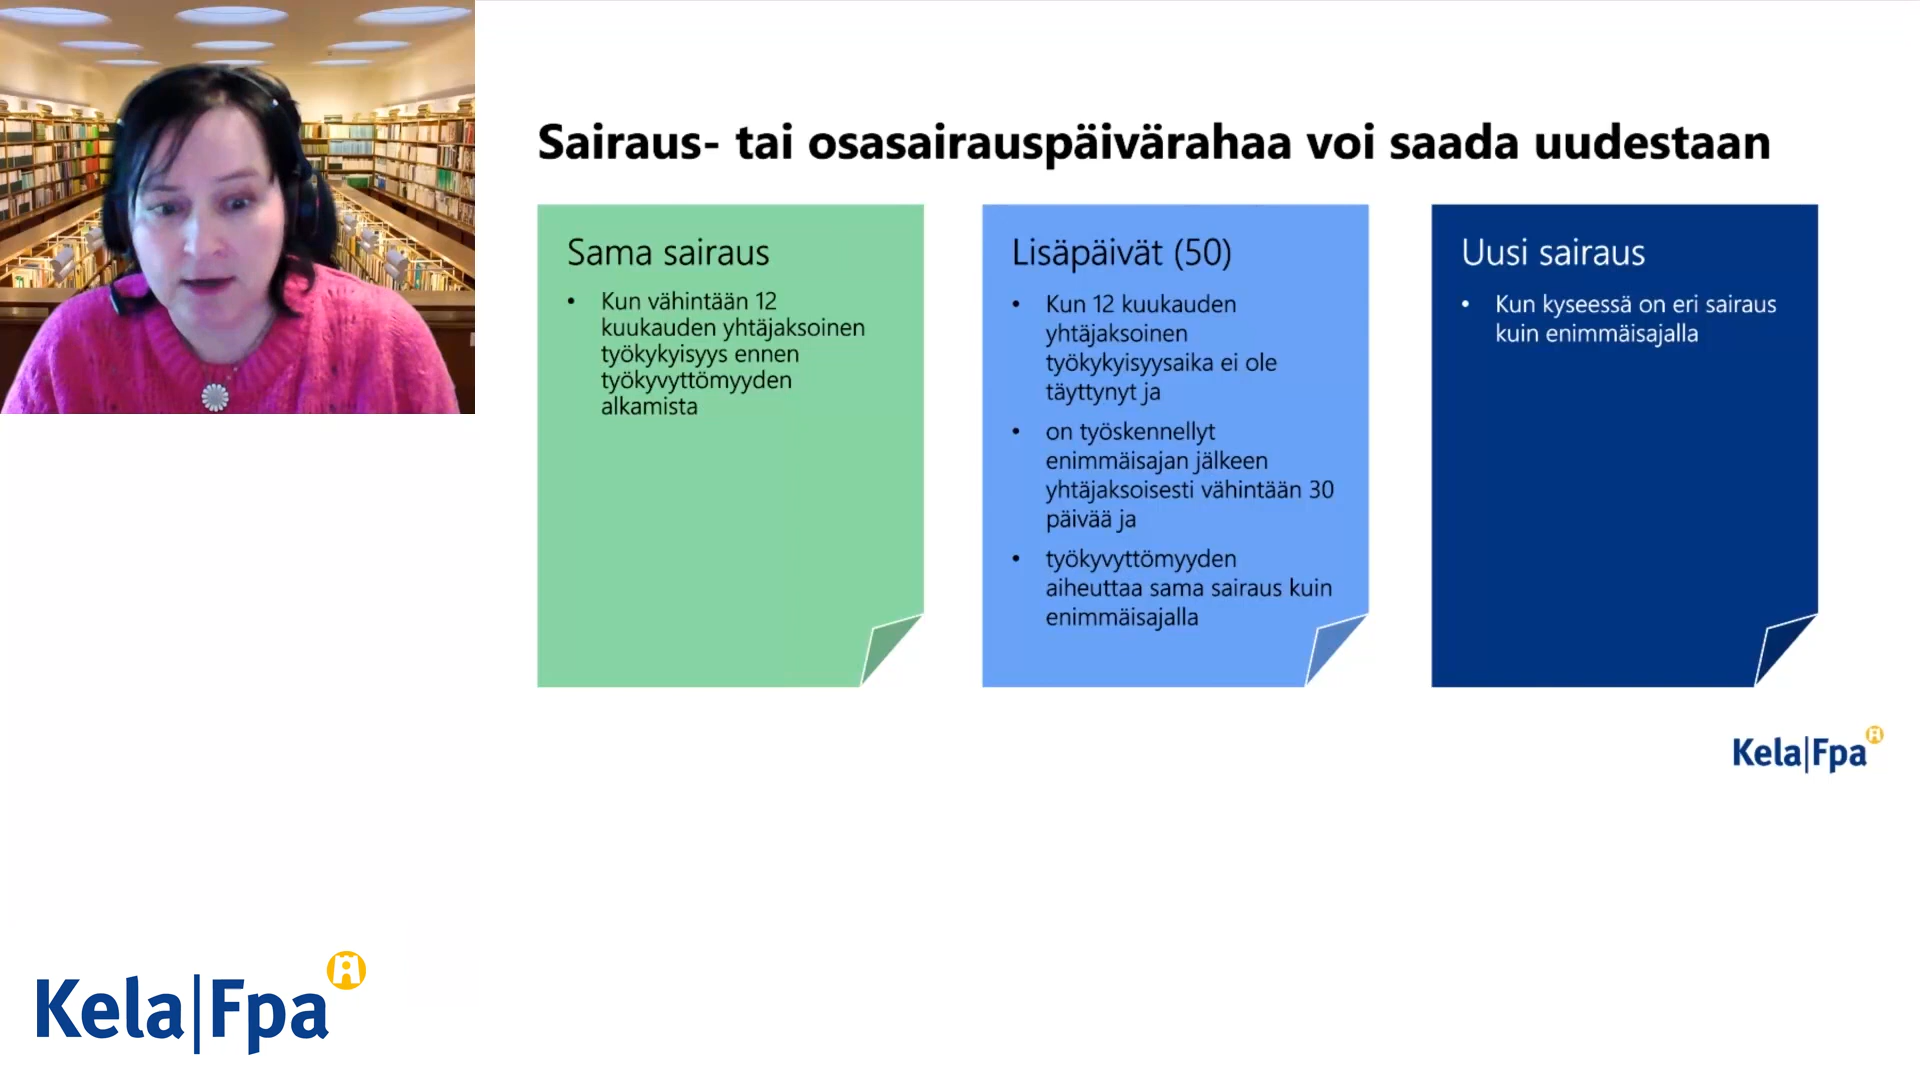 Sairaus- tai osasairauspäivärahaa voi saada uudestaan
Sama sairaus
• Kun vähintään 12
kuukauden yhtäjaksoinen
työkykyisyys ennen
työkyvyttömyyden
alkamista
Lisäpäivät (50)
• Kun 12 kuukauden
yhtäjaksoinen
työkykyisyysaika ei ole
täyttynyt ja
• on työskennellyt
enimmäisajan jälkeen
yhtäjaksoisesti vähintään 30
päivää ja
• työkyvyttömyyden
aiheuttaa sama sairaus kuin
enimmäisajalla
Uusi sairaus
• Kun kyseessä on eri sairaus
kuin enimmäisajalla
Kela|Fpa
Kela|Fpa